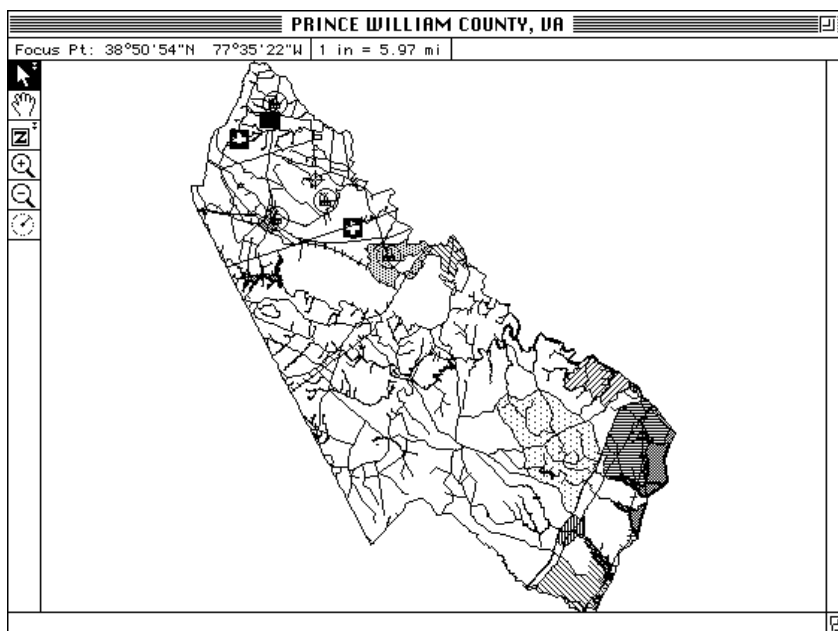 PRINCE WILLIAM COUNTY, VA
Focus Pt: 38°50'54"N 77°35'22"W 1 in = 5.97 mi